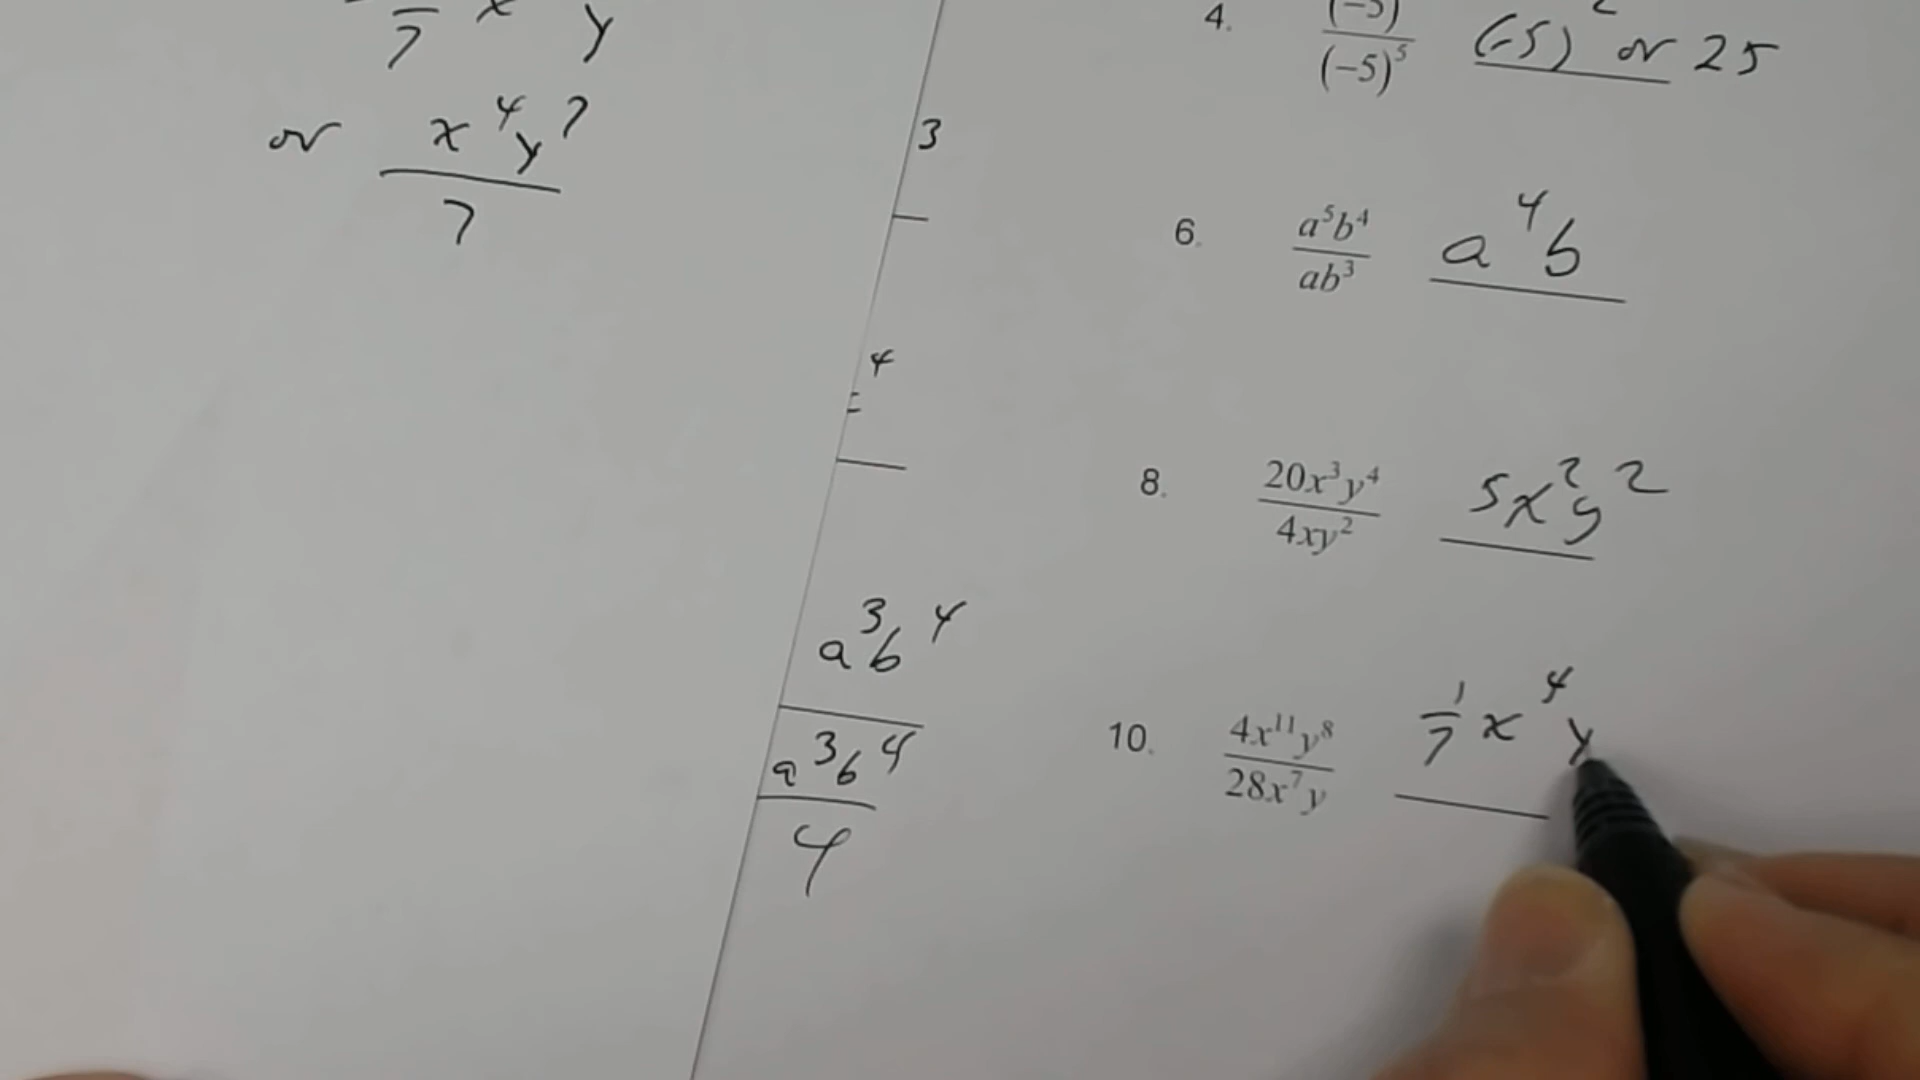 7 x y
or x⁴y⁷
7
3
= 4
a³b⁴
a³b⁴
4
4. (−5) / (−5)⁵ (−5)² or 25
6. a⁵b⁴ / ab³ a⁴b
8. 20x³y⁴ / 4xy² 5x²y²
10. 4x¹¹y⁸ / 28x⁷y 1/7 x⁴y